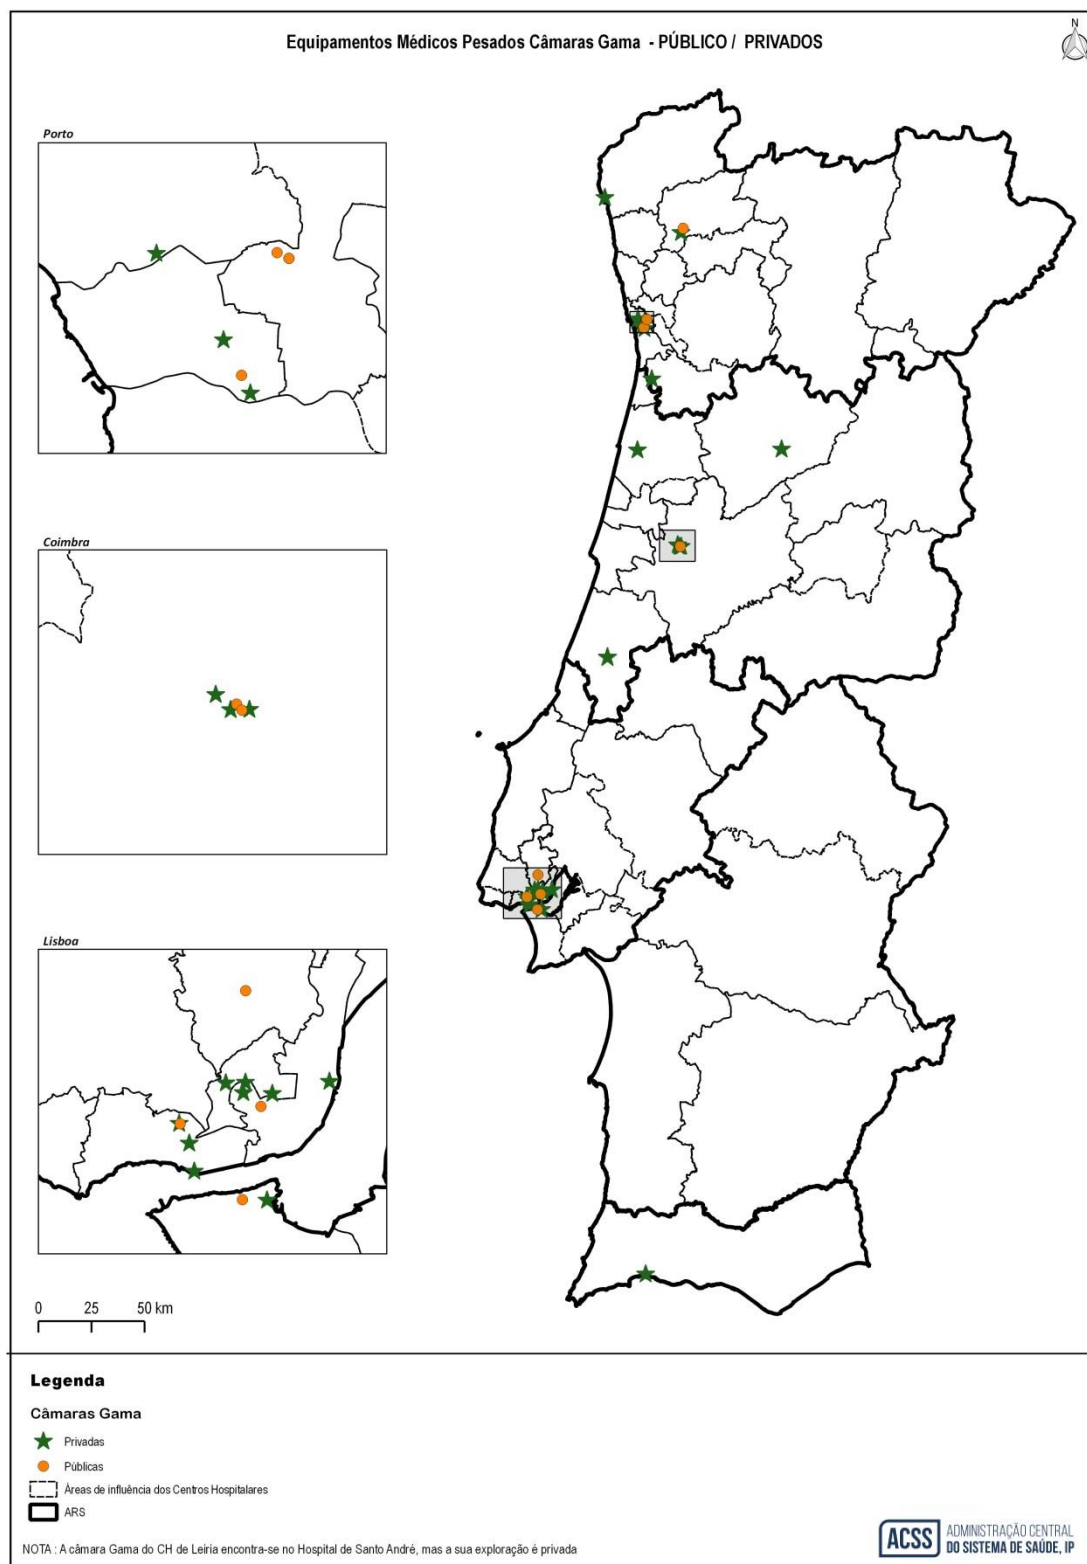 Equipamentos Médicos Pesados Câmaras Gama - PÚBLICO / PRIVADOS
N
Porto
Coimbra
Lisboa
0 25 50 km
Legenda
Câmaras Gama
Privadas
Públicas
Áreas de influência dos Centros Hospitalares
ARS
NOTA : A câmara Gama do CH de Leiria encontra-se no Hospital de Santo André, mas a sua exploração é privada
ACSS
ADMINISTRAÇÃO CENTRAL
DO SISTEMA DE SAÚDE, IP